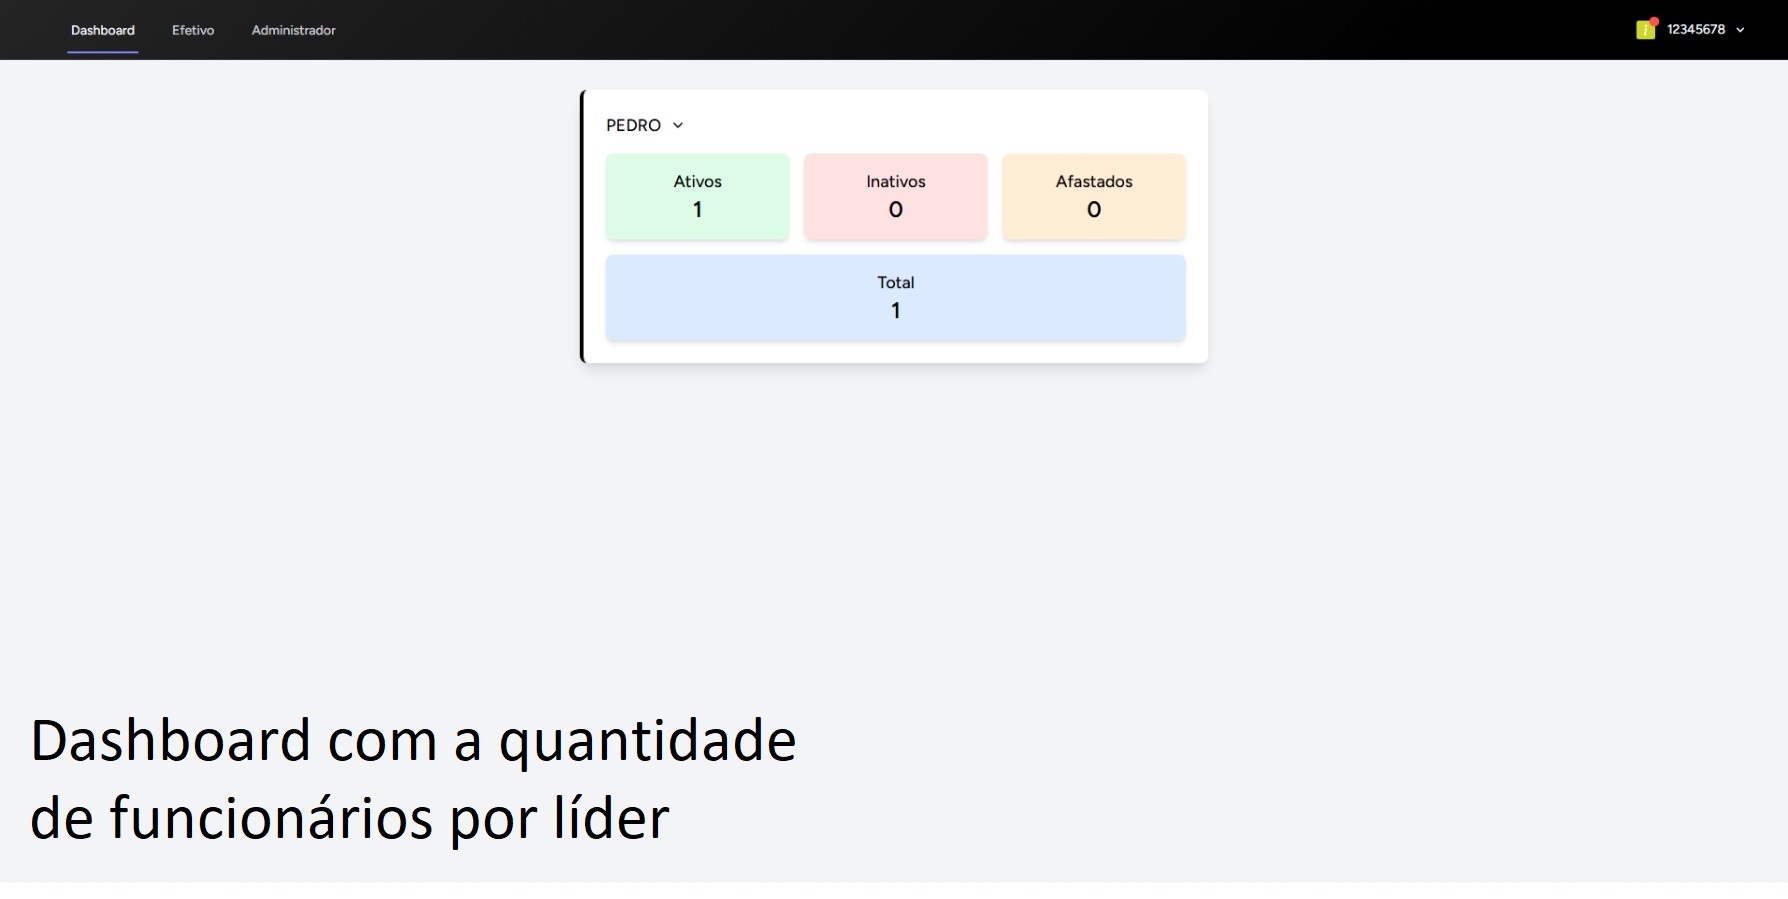 Dashboard Efetivo Administrador i 12345678
PEDRO
Ativos Inativos Afastados
1 0 0
Total
1
Dashboard com a quantidade
de funcionários por líder